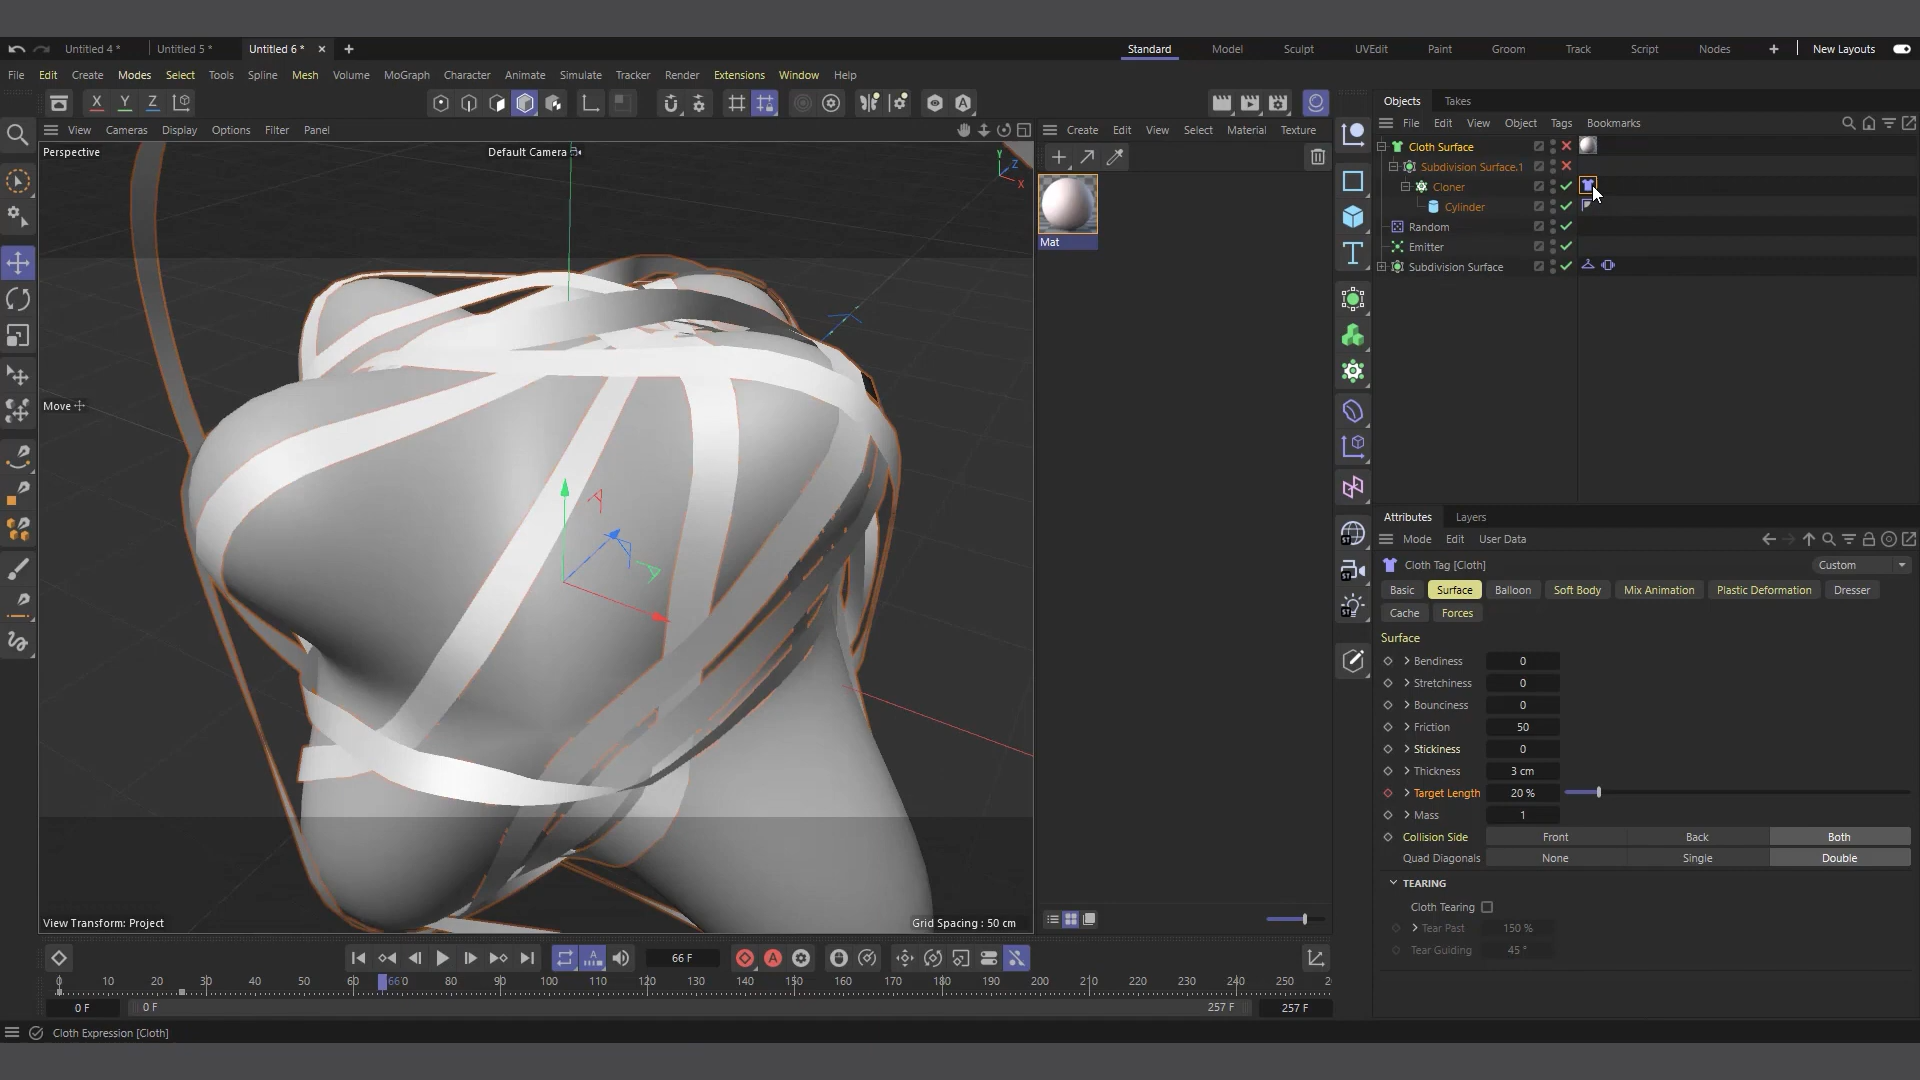 Untitled 4 * Untitled 5 * Untitled 6 * Standard Model Sculpt UVEdit Paint Groom Track Script Nodes New Layouts
File Edit Create Modes Select Tools Spline Mesh Volume MoGraph Character Animate Simulate Tracker Render Extensions Window Help
X Y Z
Objects Takes
View Cameras Display Options Filter Panel
Create Edit View Select Material Texture
File Edit View Object Tags Bookmarks
Perspective
Default Camera
Y
Z
X
Cloth Surface
Subdivision Surface.1
Cloner
Cylinder
Random
Emitter
Subdivision Surface
Mat
Move
Attributes Layers
Mode Edit User Data
Cloth Tag [Cloth]
Custom
Basic Surface Balloon Soft Body Mix Animation Plastic Deformation Dresser
Cache Forces
Surface
Bendiness 0
Stretchiness 0
Bounciness 0
Friction 50
Stickiness 0
Thickness 3 cm
Target Length 20 %
Mass 1
Collision Side Front Back Both
Quad Diagonals None Single Double
TEARING
Cloth Tearing
Tear Past 150 %
Tear Guiding 45 °
View Transform: Project
Grid Spacing : 50 cm
66 F
0 10 20 30 40 50 60 66 0 80 90 100 110 120 130 140 150 160 170 180 190 200 210 220 230 240 250 2
0 F 0 F 257 F 257 F
Cloth Expression [Cloth]